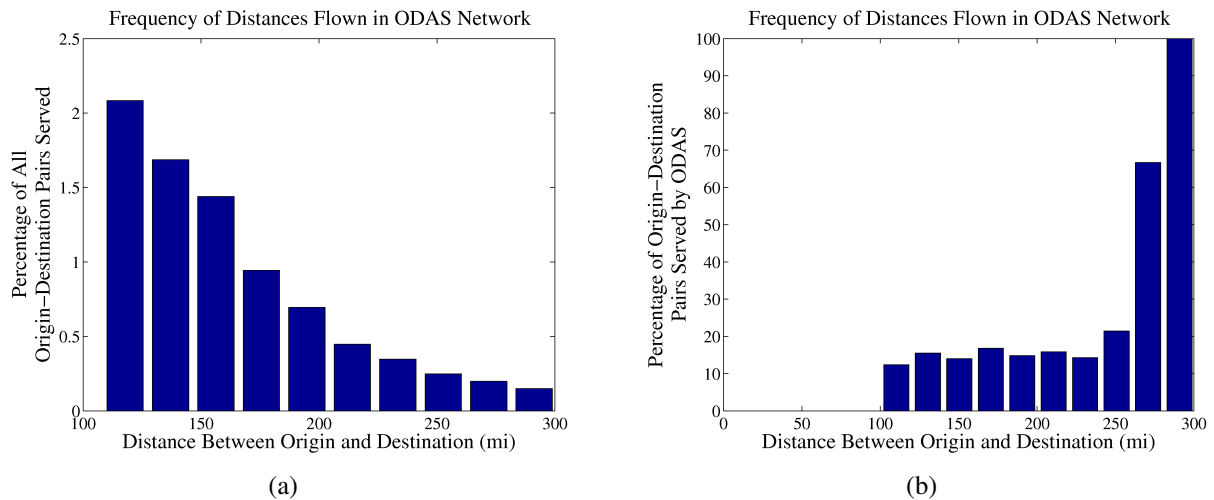 Frequency of Distances Flown in ODAS Network
2.5
2
1.5
1
0.5
0
100
150
200
250
300
Percentage of All
Origin−Destination Pairs Served
Distance Between Origin and Destination (mi)
(a)
Frequency of Distances Flown in ODAS Network
100
90
80
70
60
50
40
30
20
10
0
0
50
100
150
200
250
300
Percentage of Origin−Destination
Pairs Served by ODAS
Distance Between Origin and Destination (mi)
(b)